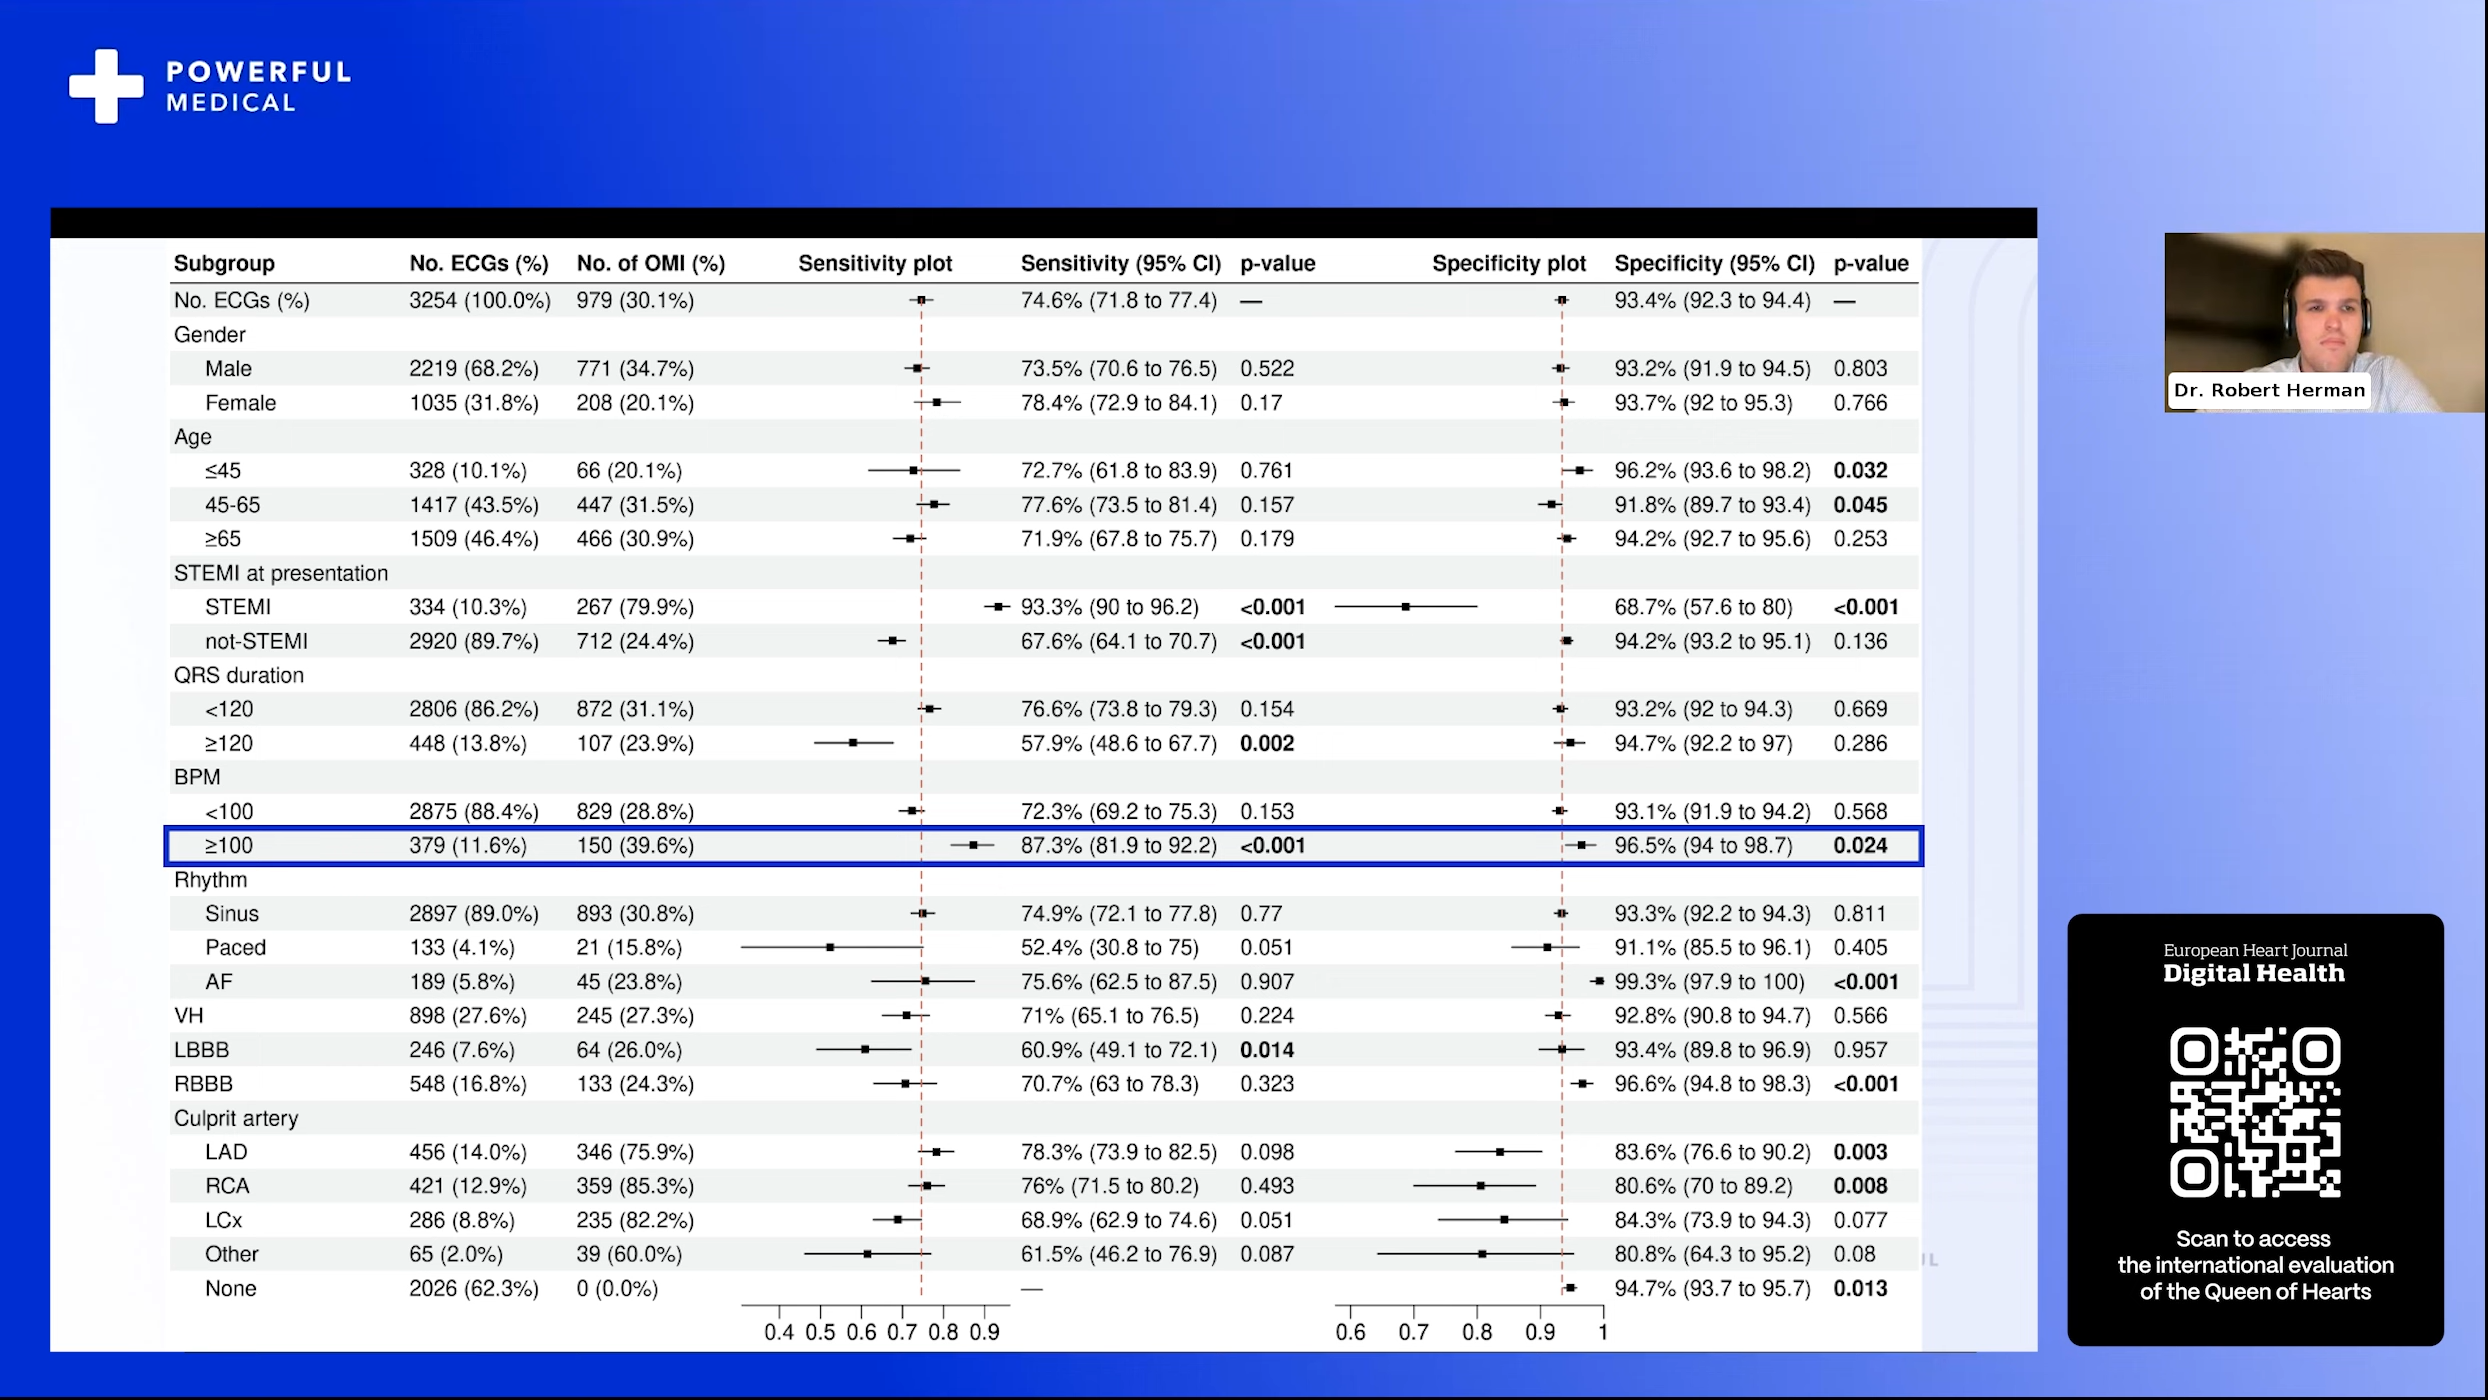 POWERFUL
MEDICAL
Subgroup No. ECGs (%) No. of OMI (%) Sensitivity plot Sensitivity (95% CI) p-value Specificity plot Specificity (95% CI) p-value
No. ECGs (%) 3254 (100.0%) 979 (30.1%) 74.6% (71.8 to 77.4) — 93.4% (92.3 to 94.4) —
Gender
Male 2219 (68.2%) 771 (34.7%) 73.5% (70.6 to 76.5) 0.522 93.2% (91.9 to 94.5) 0.803
Female 1035 (31.8%) 208 (20.1%) 78.4% (72.9 to 84.1) 0.17 93.7% (92 to 95.3) 0.766
Age
≤45 328 (10.1%) 66 (20.1%) 72.7% (61.8 to 83.9) 0.761 96.2% (93.6 to 98.2) 0.032
45-65 1417 (43.5%) 447 (31.5%) 77.6% (73.5 to 81.4) 0.157 91.8% (89.7 to 93.4) 0.045
≥65 1509 (46.4%) 466 (30.9%) 71.9% (67.8 to 75.7) 0.179 94.2% (92.7 to 95.6) 0.253
STEMI at presentation
STEMI 334 (10.3%) 267 (79.9%) 93.3% (90 to 96.2) <0.001 68.7% (57.6 to 80) <0.001
not-STEMI 2920 (89.7%) 712 (24.4%) 67.6% (64.1 to 70.7) <0.001 94.2% (93.2 to 95.1) 0.136
QRS duration
<120 2806 (86.2%) 872 (31.1%) 76.6% (73.8 to 79.3) 0.154 93.2% (92 to 94.3) 0.669
≥120 448 (13.8%) 107 (23.9%) 57.9% (48.6 to 67.7) 0.002 94.7% (92.2 to 97) 0.286
BPM
<100 2875 (88.4%) 829 (28.8%) 72.3% (69.2 to 75.3) 0.153 93.1% (91.9 to 94.2) 0.568
≥100 379 (11.6%) 150 (39.6%) 87.3% (81.9 to 92.2) <0.001 96.5% (94 to 98.7) 0.024
Rhythm
Sinus 2897 (89.0%) 893 (30.8%) 74.9% (72.1 to 77.8) 0.77 93.3% (92.2 to 94.3) 0.811
Paced 133 (4.1%) 21 (15.8%) 52.4% (30.8 to 75) 0.051 91.1% (85.5 to 96.1) 0.405
AF 189 (5.8%) 45 (23.8%) 75.6% (62.5 to 87.5) 0.907 99.3% (97.9 to 100) <0.001
VH 898 (27.6%) 245 (27.3%) 71% (65.1 to 76.5) 0.224 92.8% (90.8 to 94.7) 0.566
LBBB 246 (7.6%) 64 (26.0%) 60.9% (49.1 to 72.1) 0.014 93.4% (89.8 to 96.9) 0.957
RBBB 548 (16.8%) 133 (24.3%) 70.7% (63 to 78.3) 0.323 96.6% (94.8 to 98.3) <0.001
Culprit artery
LAD 456 (14.0%) 346 (75.9%) 78.3% (73.9 to 82.5) 0.098 83.6% (76.6 to 90.2) 0.003
RCA 421 (12.9%) 359 (85.3%) 76% (71.5 to 80.2) 0.493 80.6% (70 to 89.2) 0.008
LCx 286 (8.8%) 235 (82.2%) 68.9% (62.9 to 74.6) 0.051 84.3% (73.9 to 94.3) 0.077
Other 65 (2.0%) 39 (60.0%) 61.5% (46.2 to 76.9) 0.087 80.8% (64.3 to 95.2) 0.08
None 2026 (62.3%) 0 (0.0%) — 94.7% (93.7 to 95.7) 0.013
0.4 0.5 0.6 0.7 0.8 0.9 0.6 0.7 0.8 0.9 1
Dr. Robert Herman
European Heart Journal
Digital Health
Scan to access
the international evaluation
of the Queen of Hearts